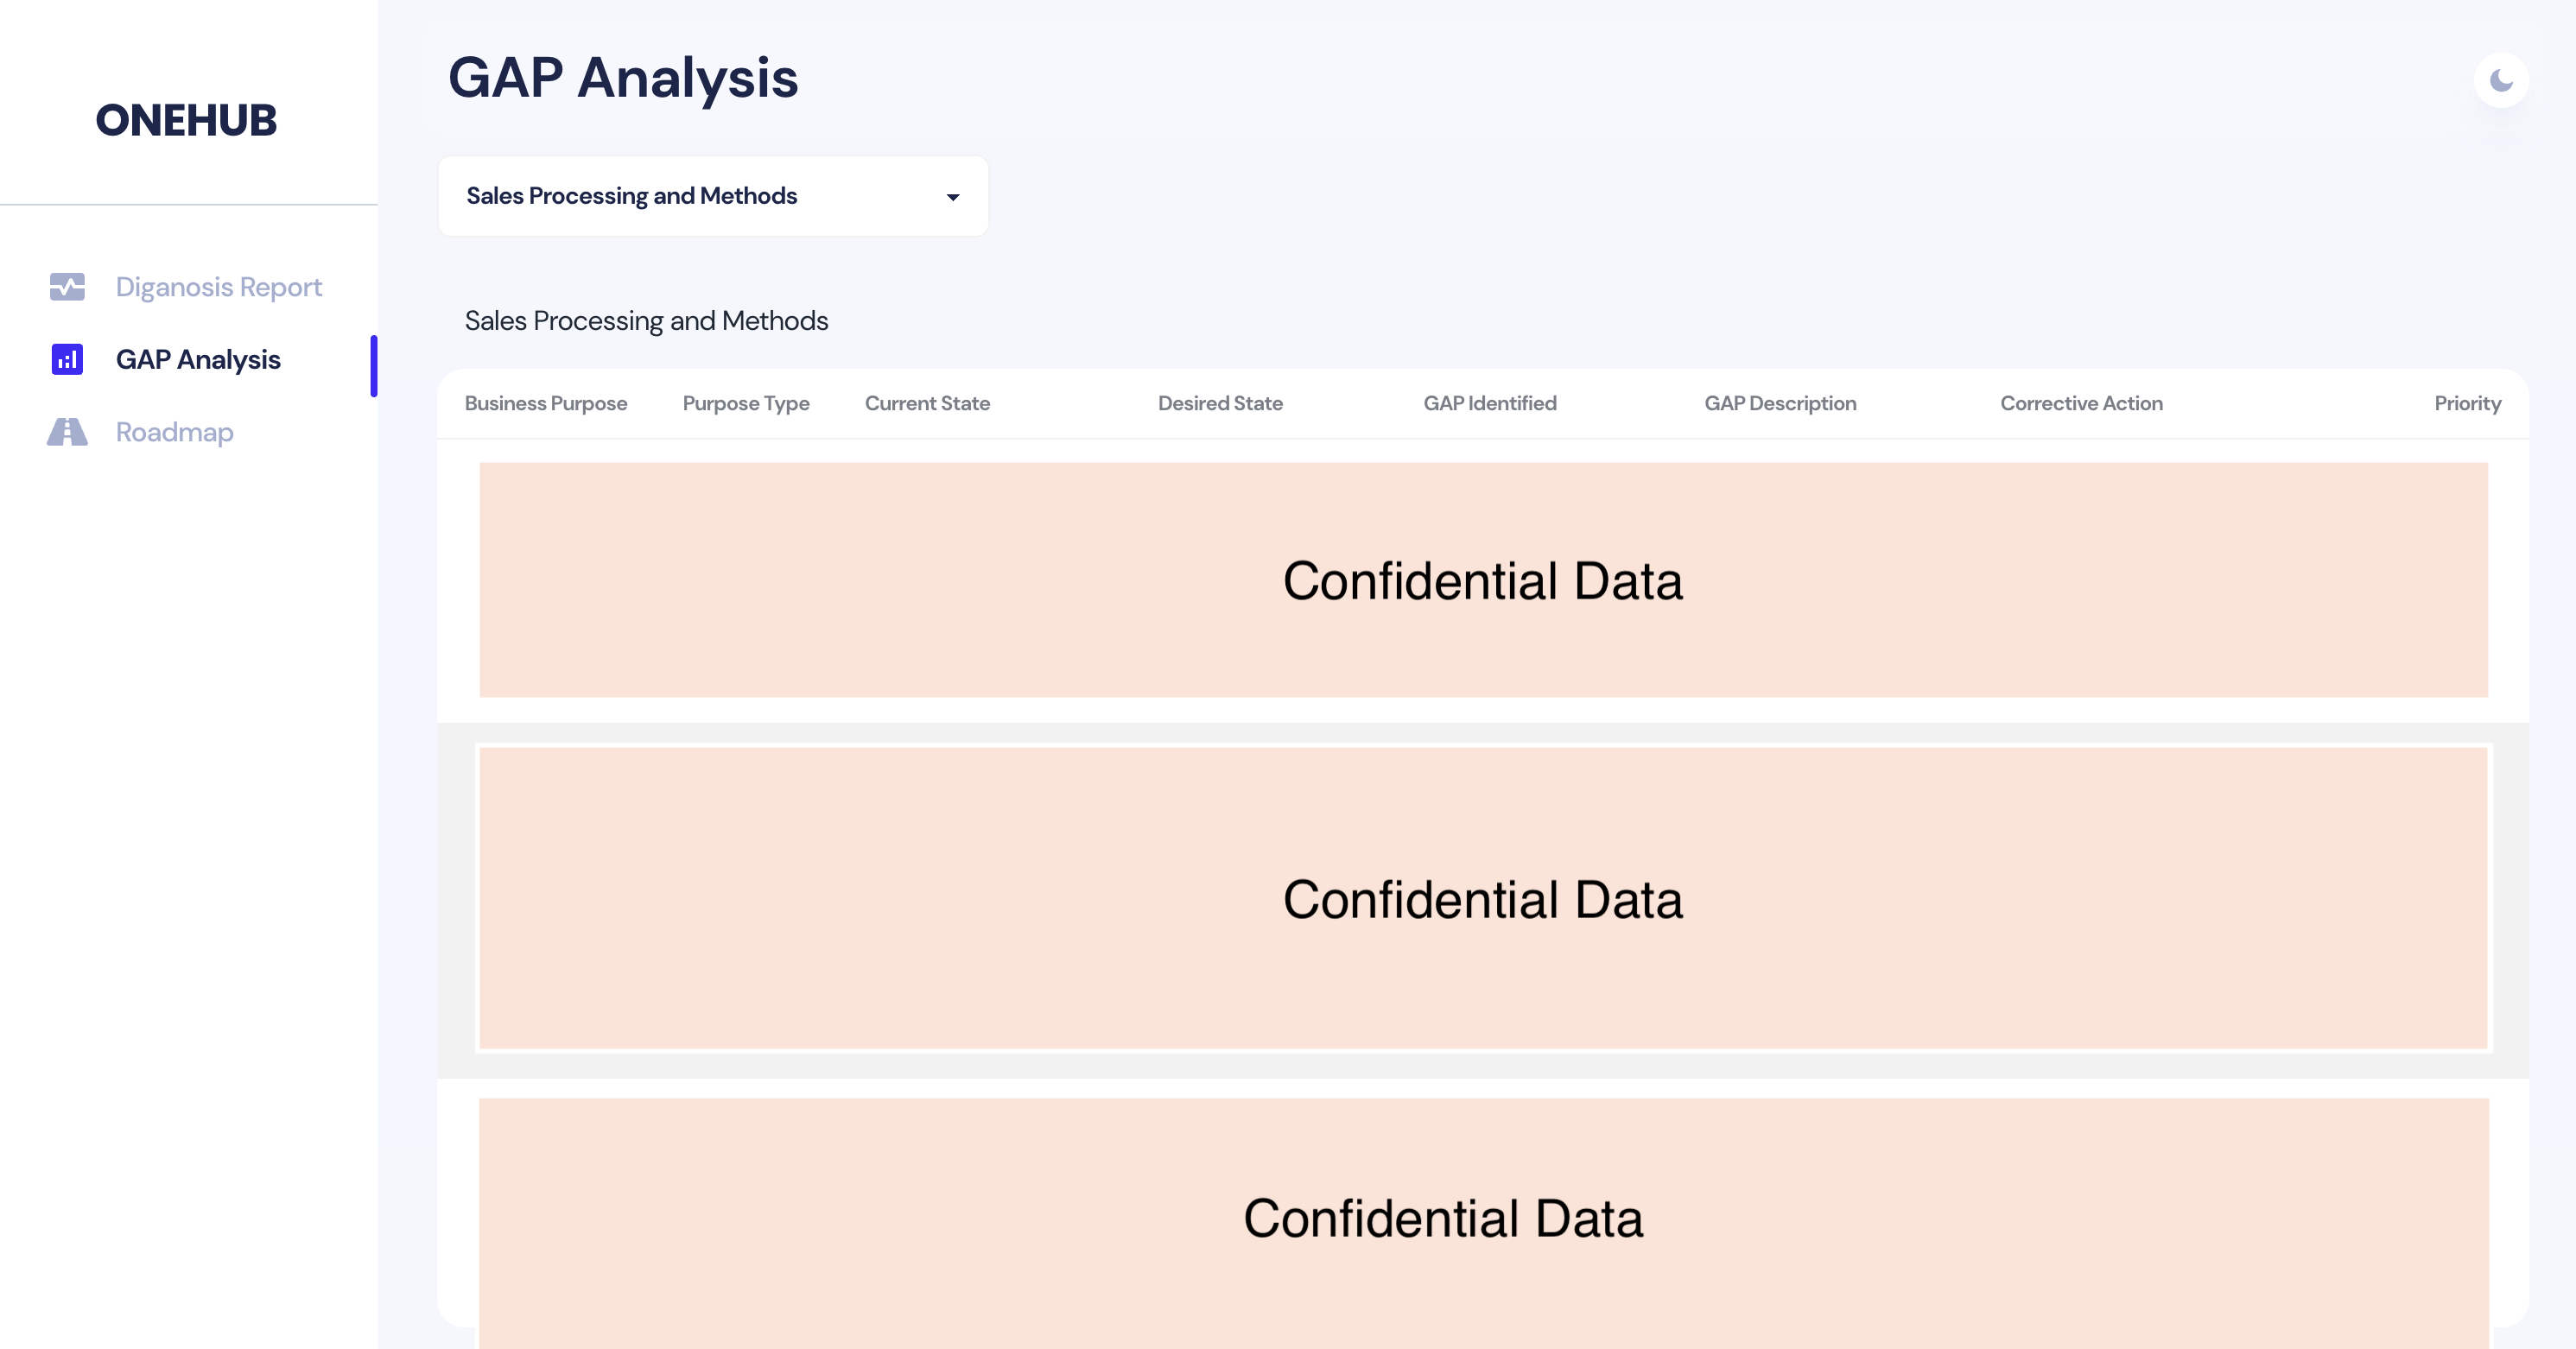 ONEHUB
Diganosis Report
GAP Analysis
Roadmap
GAP Analysis
Sales Processing and Methods
Sales Processing and Methods
Business Purpose Purpose Type Current State Desired State GAP Identified GAP Description Corrective Action Priority
Confidential Data
Confidential Data
Confidential Data